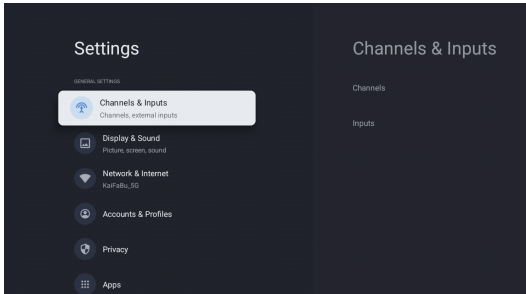 Settings
GENERAL SETTINGS
Channels & Inputs
Channels, external inputs
Display & Sound
Picture, screen, sound
Network & Internet
KaiFaBu_5G
Accounts & Profiles
Privacy
Apps
Channels & Inputs
Channels
Inputs